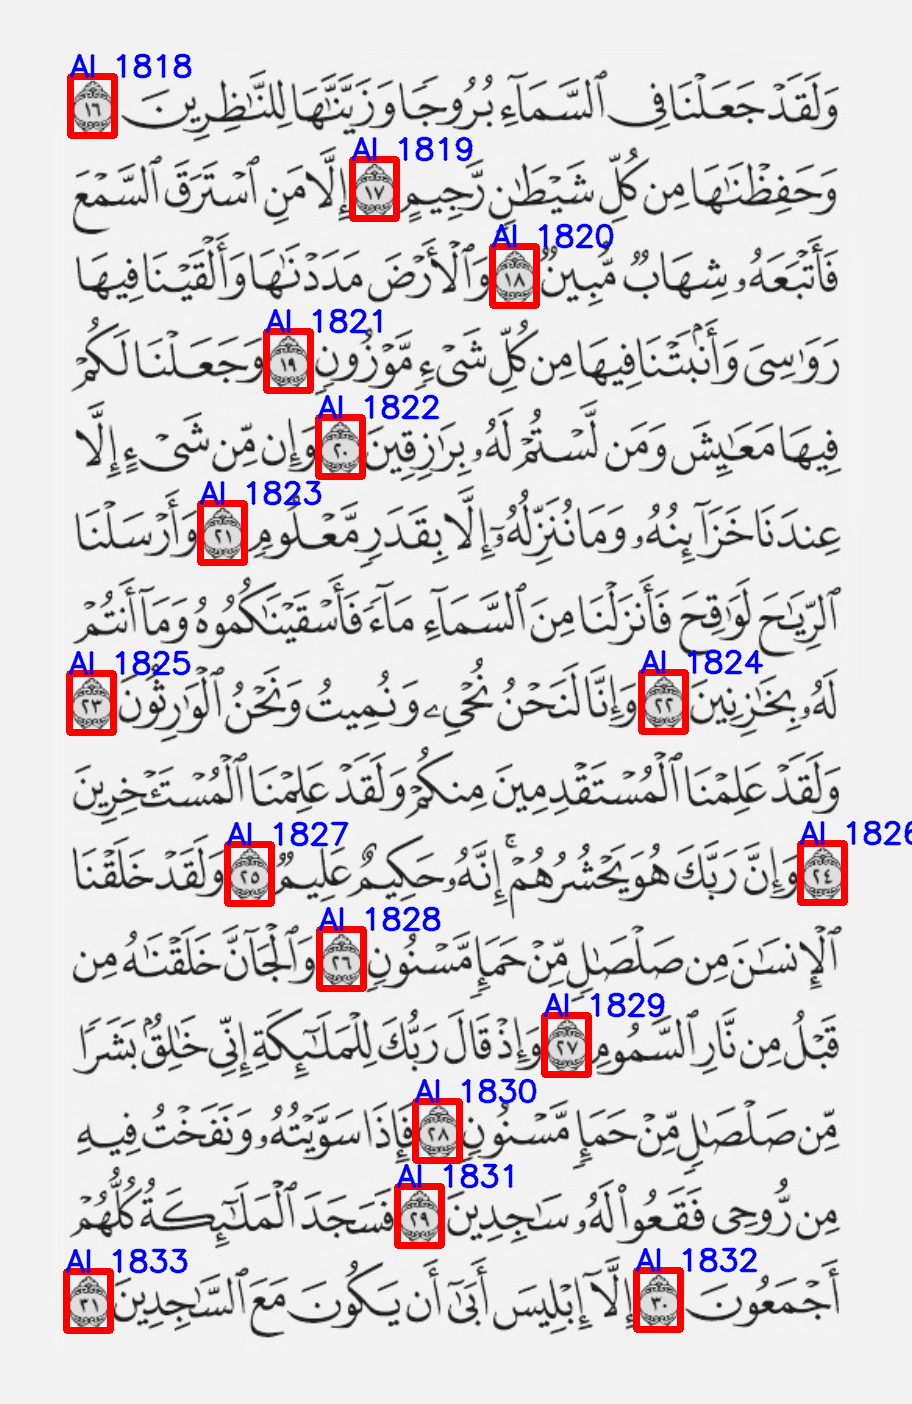 AI 1818
وَلَقَدْ جَعَلْنَا فِى ٱلسَّمَآءِ بُرُوجًا وَزَيَّنَّـٰهَا لِلنَّـٰظِرِينَ ١٦
AI 1819
وَحَفِظْنَـٰهَا مِن كُلِّ شَيْطَـٰنٍ رَّجِيمٍ ١٧ إِلَّا مَنِ ٱسْتَرَقَ ٱلسَّمْعَ
AI 1820
فَأَتْبَعَهُۥ شِهَابٌ مُّبِينٌ ١٨ وَٱلْأَرْضَ مَدَدْنَـٰهَا وَأَلْقَيْنَا فِيهَا
AI 1821
رَوَٰسِىَ وَأَنۢبَتْنَا فِيهَا مِن كُلِّ شَىْءٍ مَّوْزُونٍ ١٩ وَجَعَلْنَا لَكُمْ
AI 1822
فِيهَا مَعَـٰيِشَ وَمَن لَّسْتُمْ لَهُۥ بِرَٰزِقِينَ ٢٠ وَإِن مِّن شَىْءٍ إِلَّا
AI 1823
عِندَنَا خَزَآئِنُهُۥ وَمَا نُنَزِّلُهُۥٓ إِلَّا بِقَدَرٍ مَّعْلُومٍ ٢١ وَأَرْسَلْنَا
ٱلرِّيَـٰحَ لَوَٰقِحَ فَأَنزَلْنَا مِنَ ٱلسَّمَآءِ مَآءً فَأَسْقَيْنَـٰكُمُوهُ وَمَآ أَنتُمْ
AI 1824 AI 1825
لَهُۥ بِخَـٰزِنِينَ ٢٢ وَإِنَّا لَنَحْنُ نُحْىِۦ وَنُمِيتُ وَنَحْنُ ٱلْوَٰرِثُونَ ٢٣
وَلَقَدْ عَلِمْنَا ٱلْمُسْتَقْدِمِينَ مِنكُمْ وَلَقَدْ عَلِمْنَا ٱلْمُسْتَـْٔخِرِينَ
AI 1826 AI 1827
٢٤ وَإِنَّ رَبَّكَ هُوَ يَحْشُرُهُمْ ۚ إِنَّهُۥ حَكِيمٌ عَلِيمٌ ٢٥ وَلَقَدْ خَلَقْنَا
AI 1828
ٱلْإِنسَـٰنَ مِن صَلْصَـٰلٍ مِّنْ حَمَإٍ مَّسْنُونٍ ٢٦ وَٱلْجَآنَّ خَلَقْنَـٰهُ مِن
AI 1829
قَبْلُ مِن نَّارِ ٱلسَّمُومِ ٢٧ وَإِذْ قَالَ رَبُّكَ لِلْمَلَـٰٓئِكَةِ إِنِّى خَـٰلِقٌۢ بَشَرًا
AI 1830
مِّن صَلْصَـٰلٍ مِّنْ حَمَإٍ مَّسْنُونٍ ٢٨ فَإِذَا سَوَّيْتُهُۥ وَنَفَخْتُ فِيهِ
AI 1831
مِن رُّوحِى فَقَعُوا۟ لَهُۥ سَـٰجِدِينَ ٢٩ فَسَجَدَ ٱلْمَلَـٰٓئِكَةُ كُلُّهُمْ
AI 1832 AI 1833
أَجْمَعُونَ ٣٠ إِلَّآ إِبْلِيسَ أَبَىٰٓ أَن يَكُونَ مَعَ ٱلسَّـٰجِدِينَ ٣١